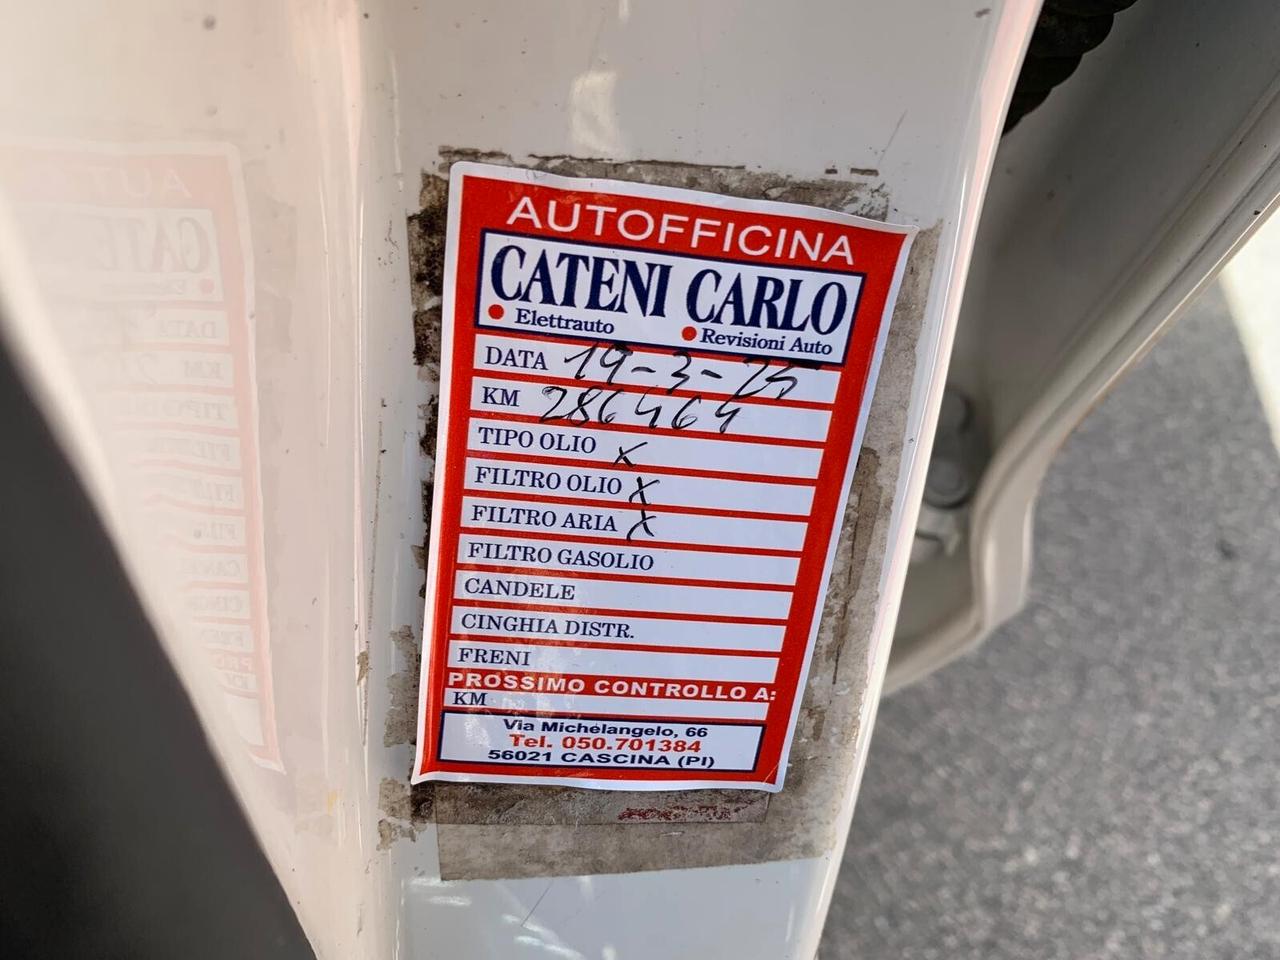 AUTOFFICINA
CATENI CARLO
• Elettrauto • Revisioni Auto
DATA 19-3-25
KM 286464
TIPO OLIO X
FILTRO OLIO X
FILTRO ARIA X
FILTRO GASOLIO
CANDELE
CINGHIA DISTR.
FRENI
PROSSIMO CONTROLLO A:
KM
Via Michelangelo, 66
Tel. 050.701384
56021 CASCINA (PI)